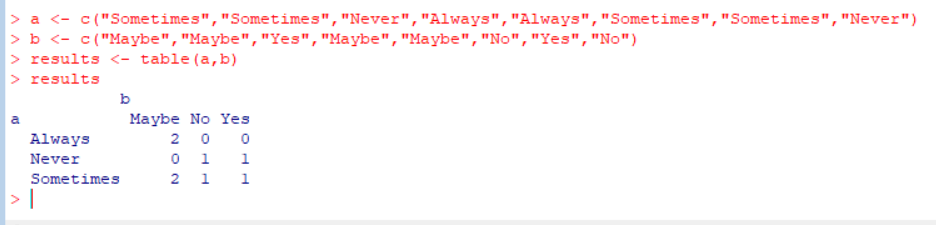 > a <- c("Sometimes","Sometimes","Never","Always","Always","Sometimes","Sometimes","Never")
> b <- c("Maybe","Maybe","Yes","Maybe","Maybe","No","Yes","No")
> results <- table(a,b)
> results
           b
a           Maybe No Yes
  Always        2  0   0
  Never         0  1   1
  Sometimes     2  1   1
>